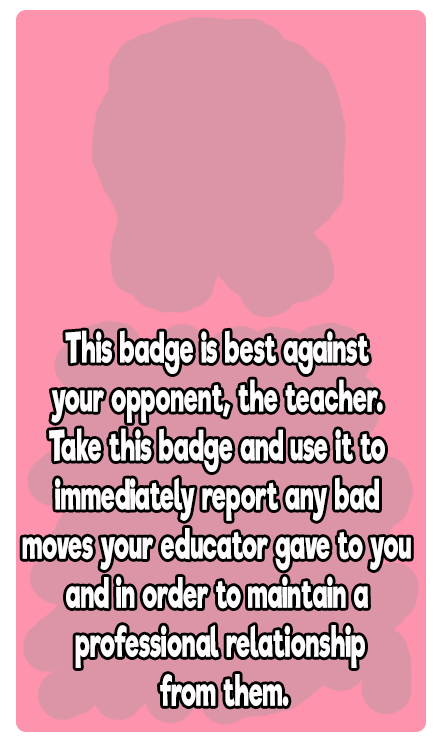 This badge is best against
your opponent, the teacher.
Take this badge and use it to
immediately report any bad
moves your educator gave to you
and in order to maintain a
professional relationship
from them.